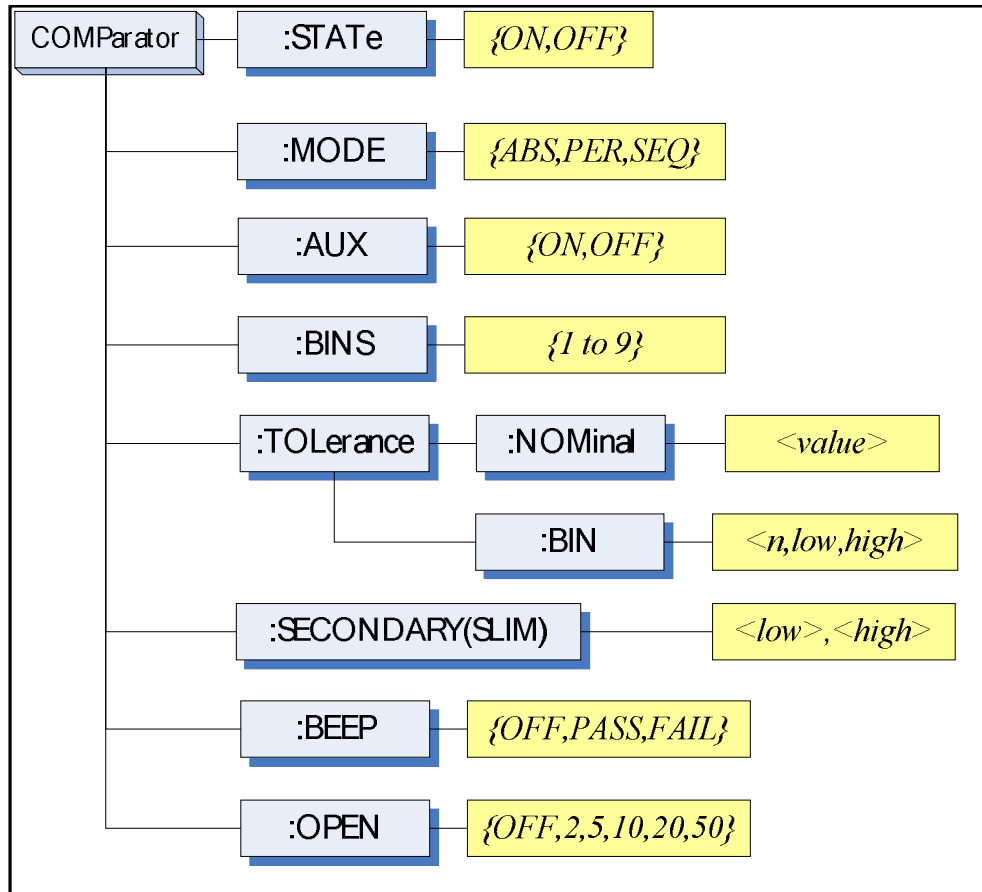 COMParator :STATe {ON,OFF}
:MODE {ABS,PER,SEQ}
:AUX {ON,OFF}
:BINS {1 to 9}
:TOLerance :NOMinal <value>
:BIN <n,low,high>
:SECONDARY(SLIM) <low>,<high>
:BEEP {OFF,PASS,FAIL}
:OPEN {OFF,2,5,10,20,50}